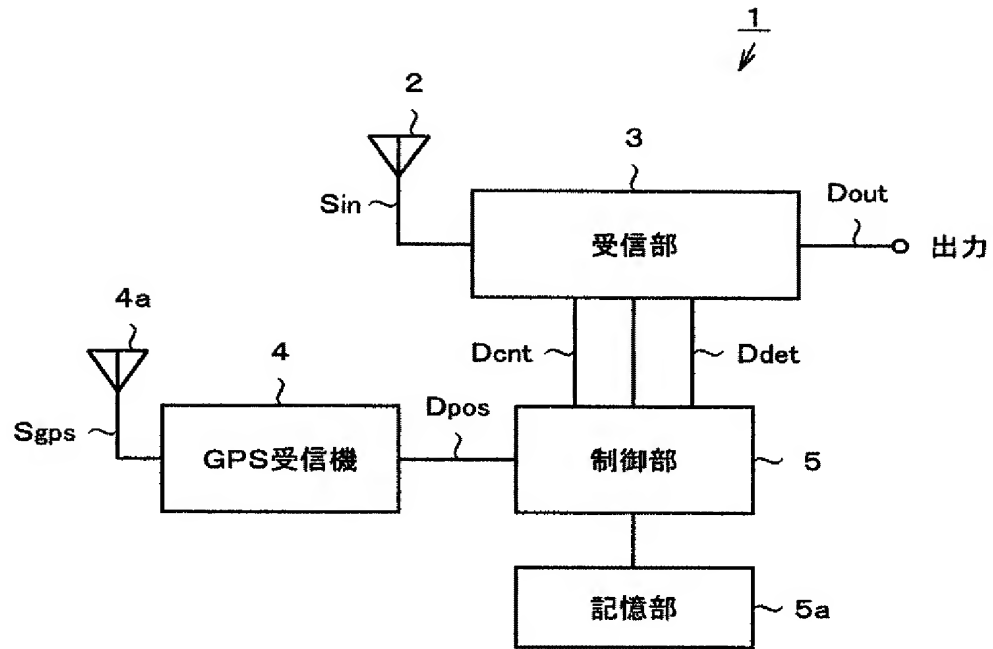 1
2
3
Sin
Dout
受信部
出力
4a
4
Dcnt
Ddet
Sgps
Dpos
GPS受信機
制御部
5
記憶部
5a